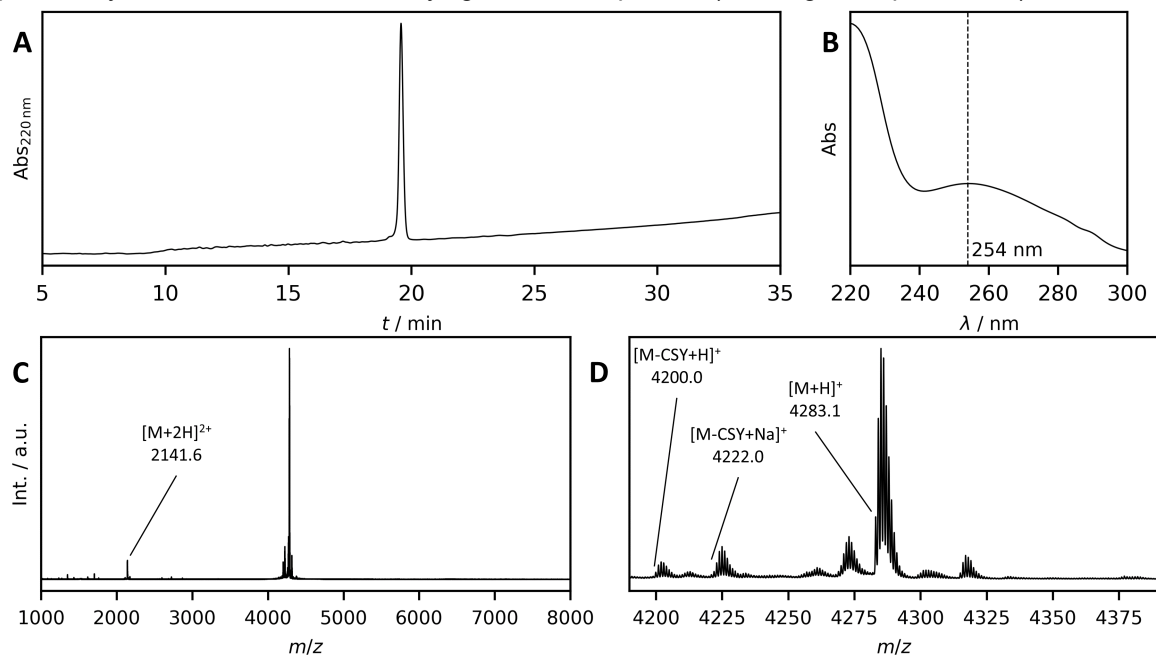 A
Abs220 nm
5 10 15 20 25 30 35
t / min
B
Abs
254 nm
220 240 260 280 300
λ / nm
C
Int. / a.u.
[M+2H]2+
2141.6
1000 2000 3000 4000 5000 6000 7000 8000
m/z
D
[M-CSY+H]+
4200.0
[M-CSY+Na]+
4222.0
[M+H]+
4283.1
4200 4225 4250 4275 4300 4325 4350 4375
m/z